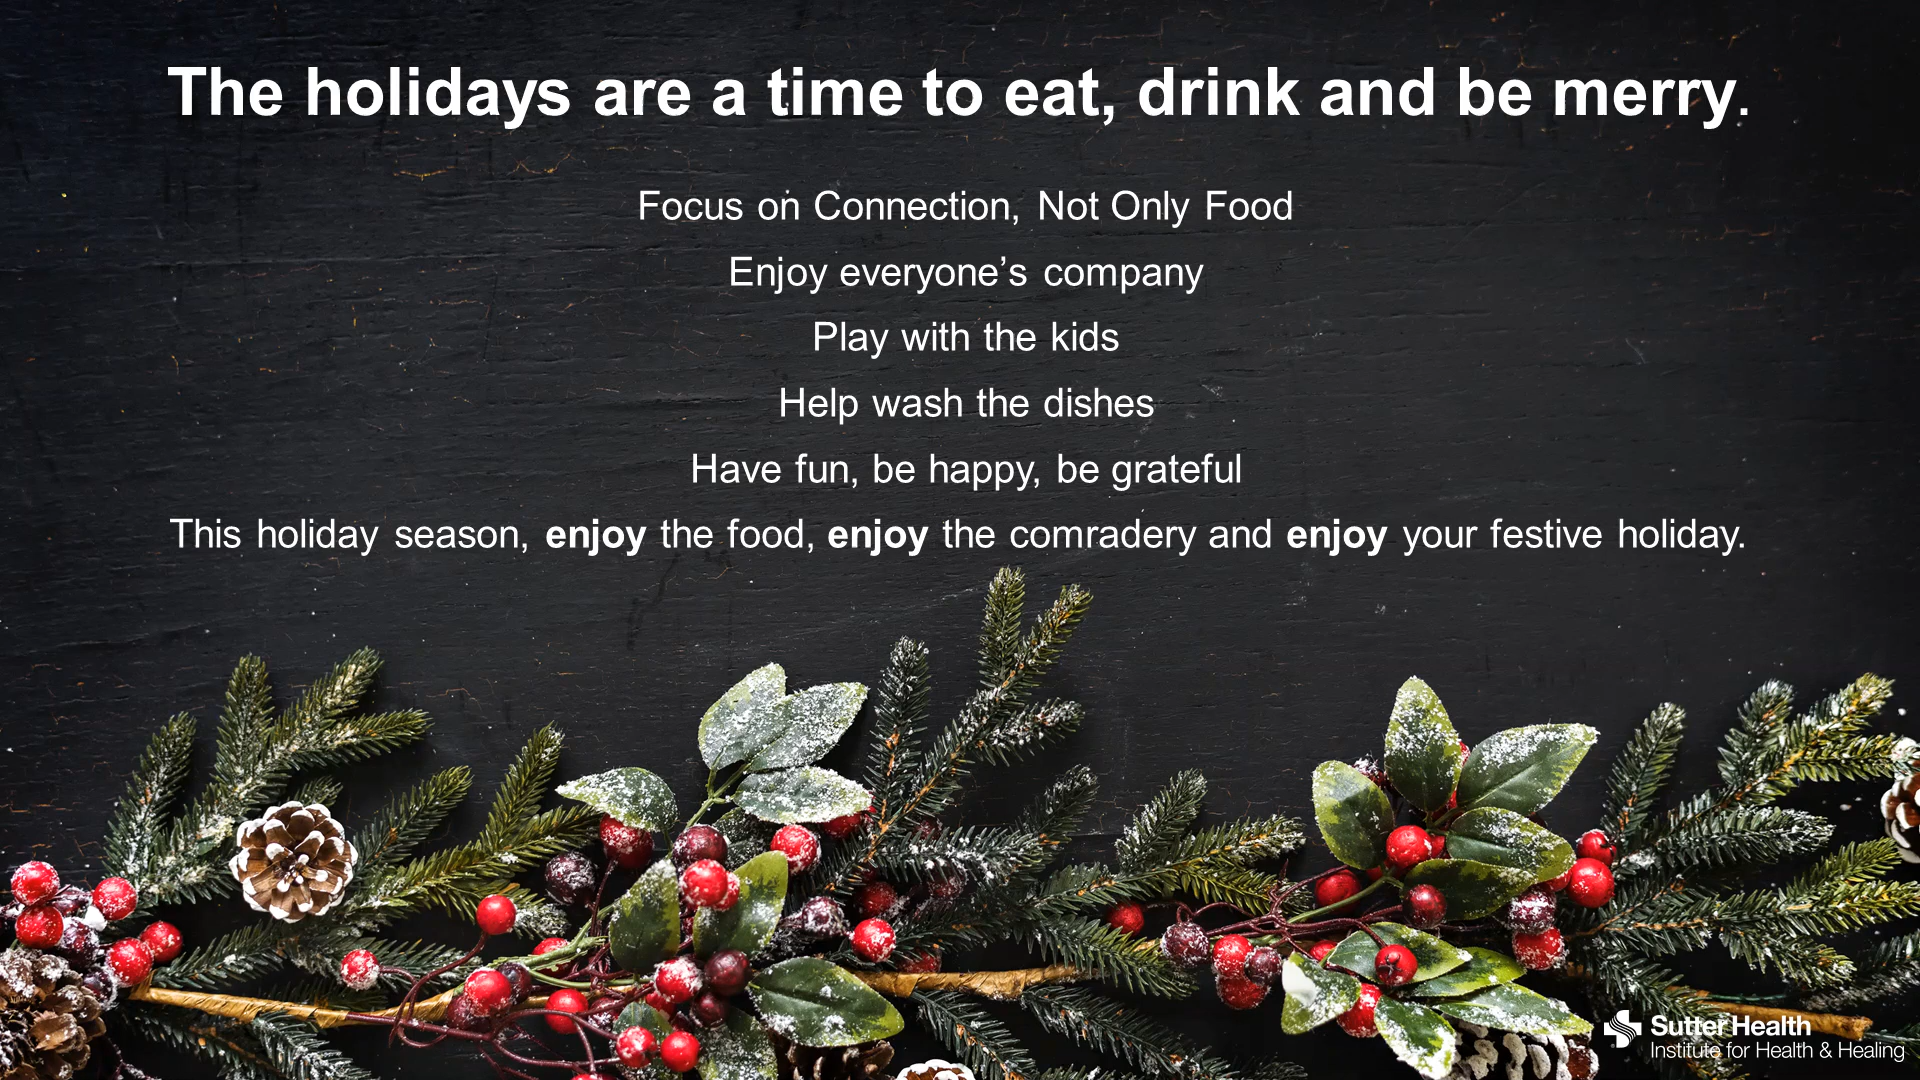 The holidays are a time to eat, drink and be merry.
Focus on Connection, Not Only Food
Enjoy everyone’s company
Play with the kids
Help wash the dishes
Have fun, be happy, be grateful
This holiday season, enjoy the food, enjoy the comradery and enjoy your festive holiday.
Sutter Health
Institute for Health & Healing